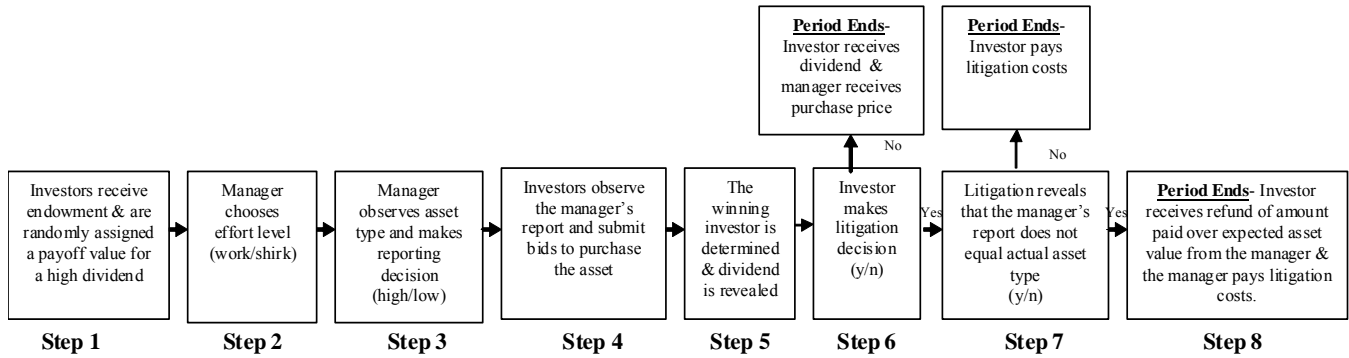 Period Ends-
Investor receives
dividend &
manager receives
purchase price
Period Ends-
Investor pays
litigation costs
No
No
Investors receive
endowment & are
randomly assigned
a payoff value for
a high dividend
Manager
chooses
effort level
(work/shirk)
Manager
observes asset
type and makes
reporting
decision
(high/low)
Investors observe
the manager's
report and submit
bids to purchase
the asset
The
winning
investor is
determined
& dividend
is revealed
Investor
makes
litigation
decision
(y/n)
Yes
Litigation reveals
that the manager's
report does not
equal actual asset
type
(y/n)
Yes
Period Ends- Investor
receives refund of amount
paid over expected asset
value from the manager &
the manager pays litigation
costs.
Step 1
Step 2
Step 3
Step 4
Step 5
Step 6
Step 7
Step 8